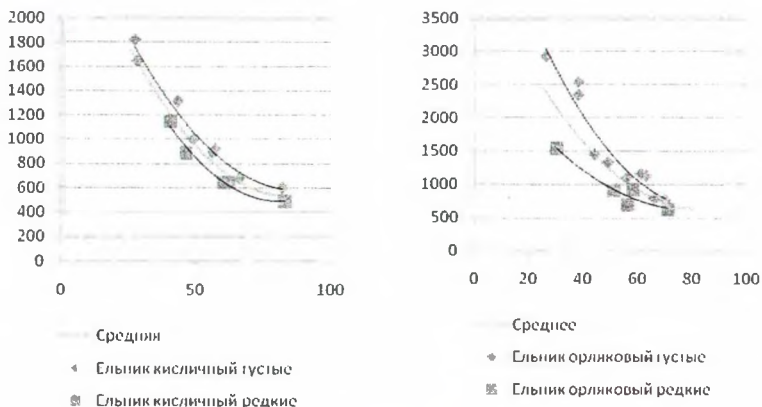 2000
1800
1600
1400
1200
1000
800
600
400
200
0
0 50 100
Средняя
Ельник кисличный густые
Ельник кисличный редкие
3500
3000
2500
2000
1500
1000
500
0
0 20 40 60 80 100
Среднее
Ельник орляковый густые
Ельник орляковый редкие